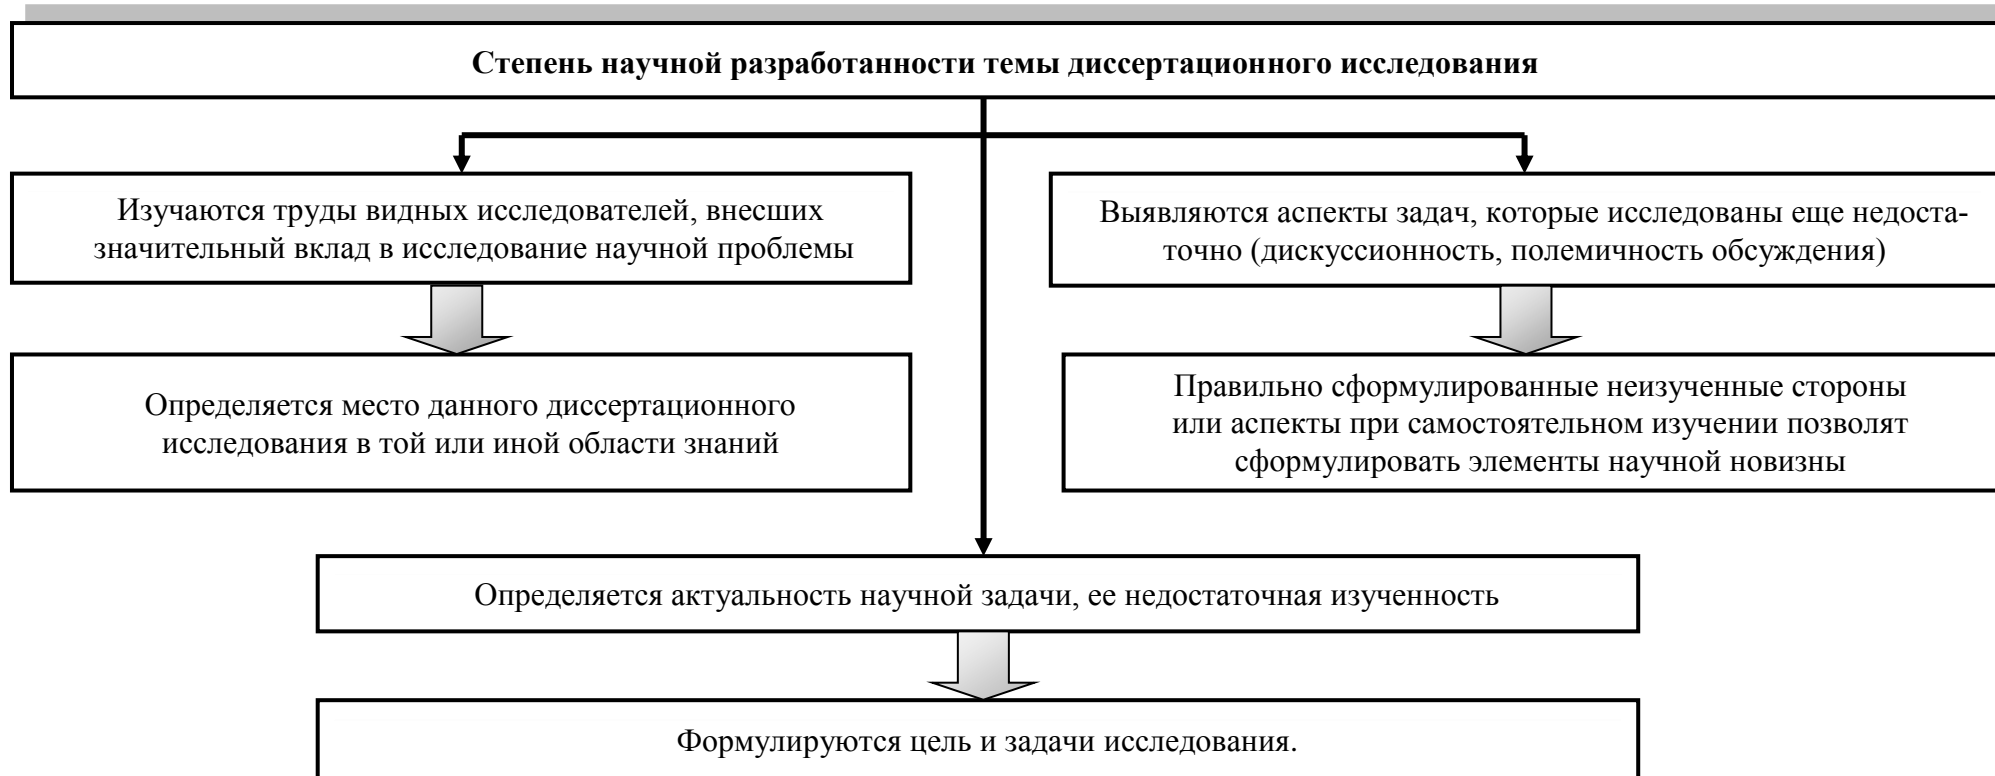 Степень научной разработанности темы диссертационного исследования
Изучаются труды видных исследователей, внесших
значительный вклад в исследование научной проблемы
Выявляются аспекты задач, которые исследованы еще недоста-
точно (дискуссионность, полемичность обсуждения)
Определяется место данного диссертационного
исследования в той или иной области знаний
Правильно сформулированные неизученные стороны
или аспекты при самостоятельном изучении позволят
сформулировать элементы научной новизны
Определяется актуальность научной задачи, ее недостаточная изученность
Формулируются цель и задачи исследования.